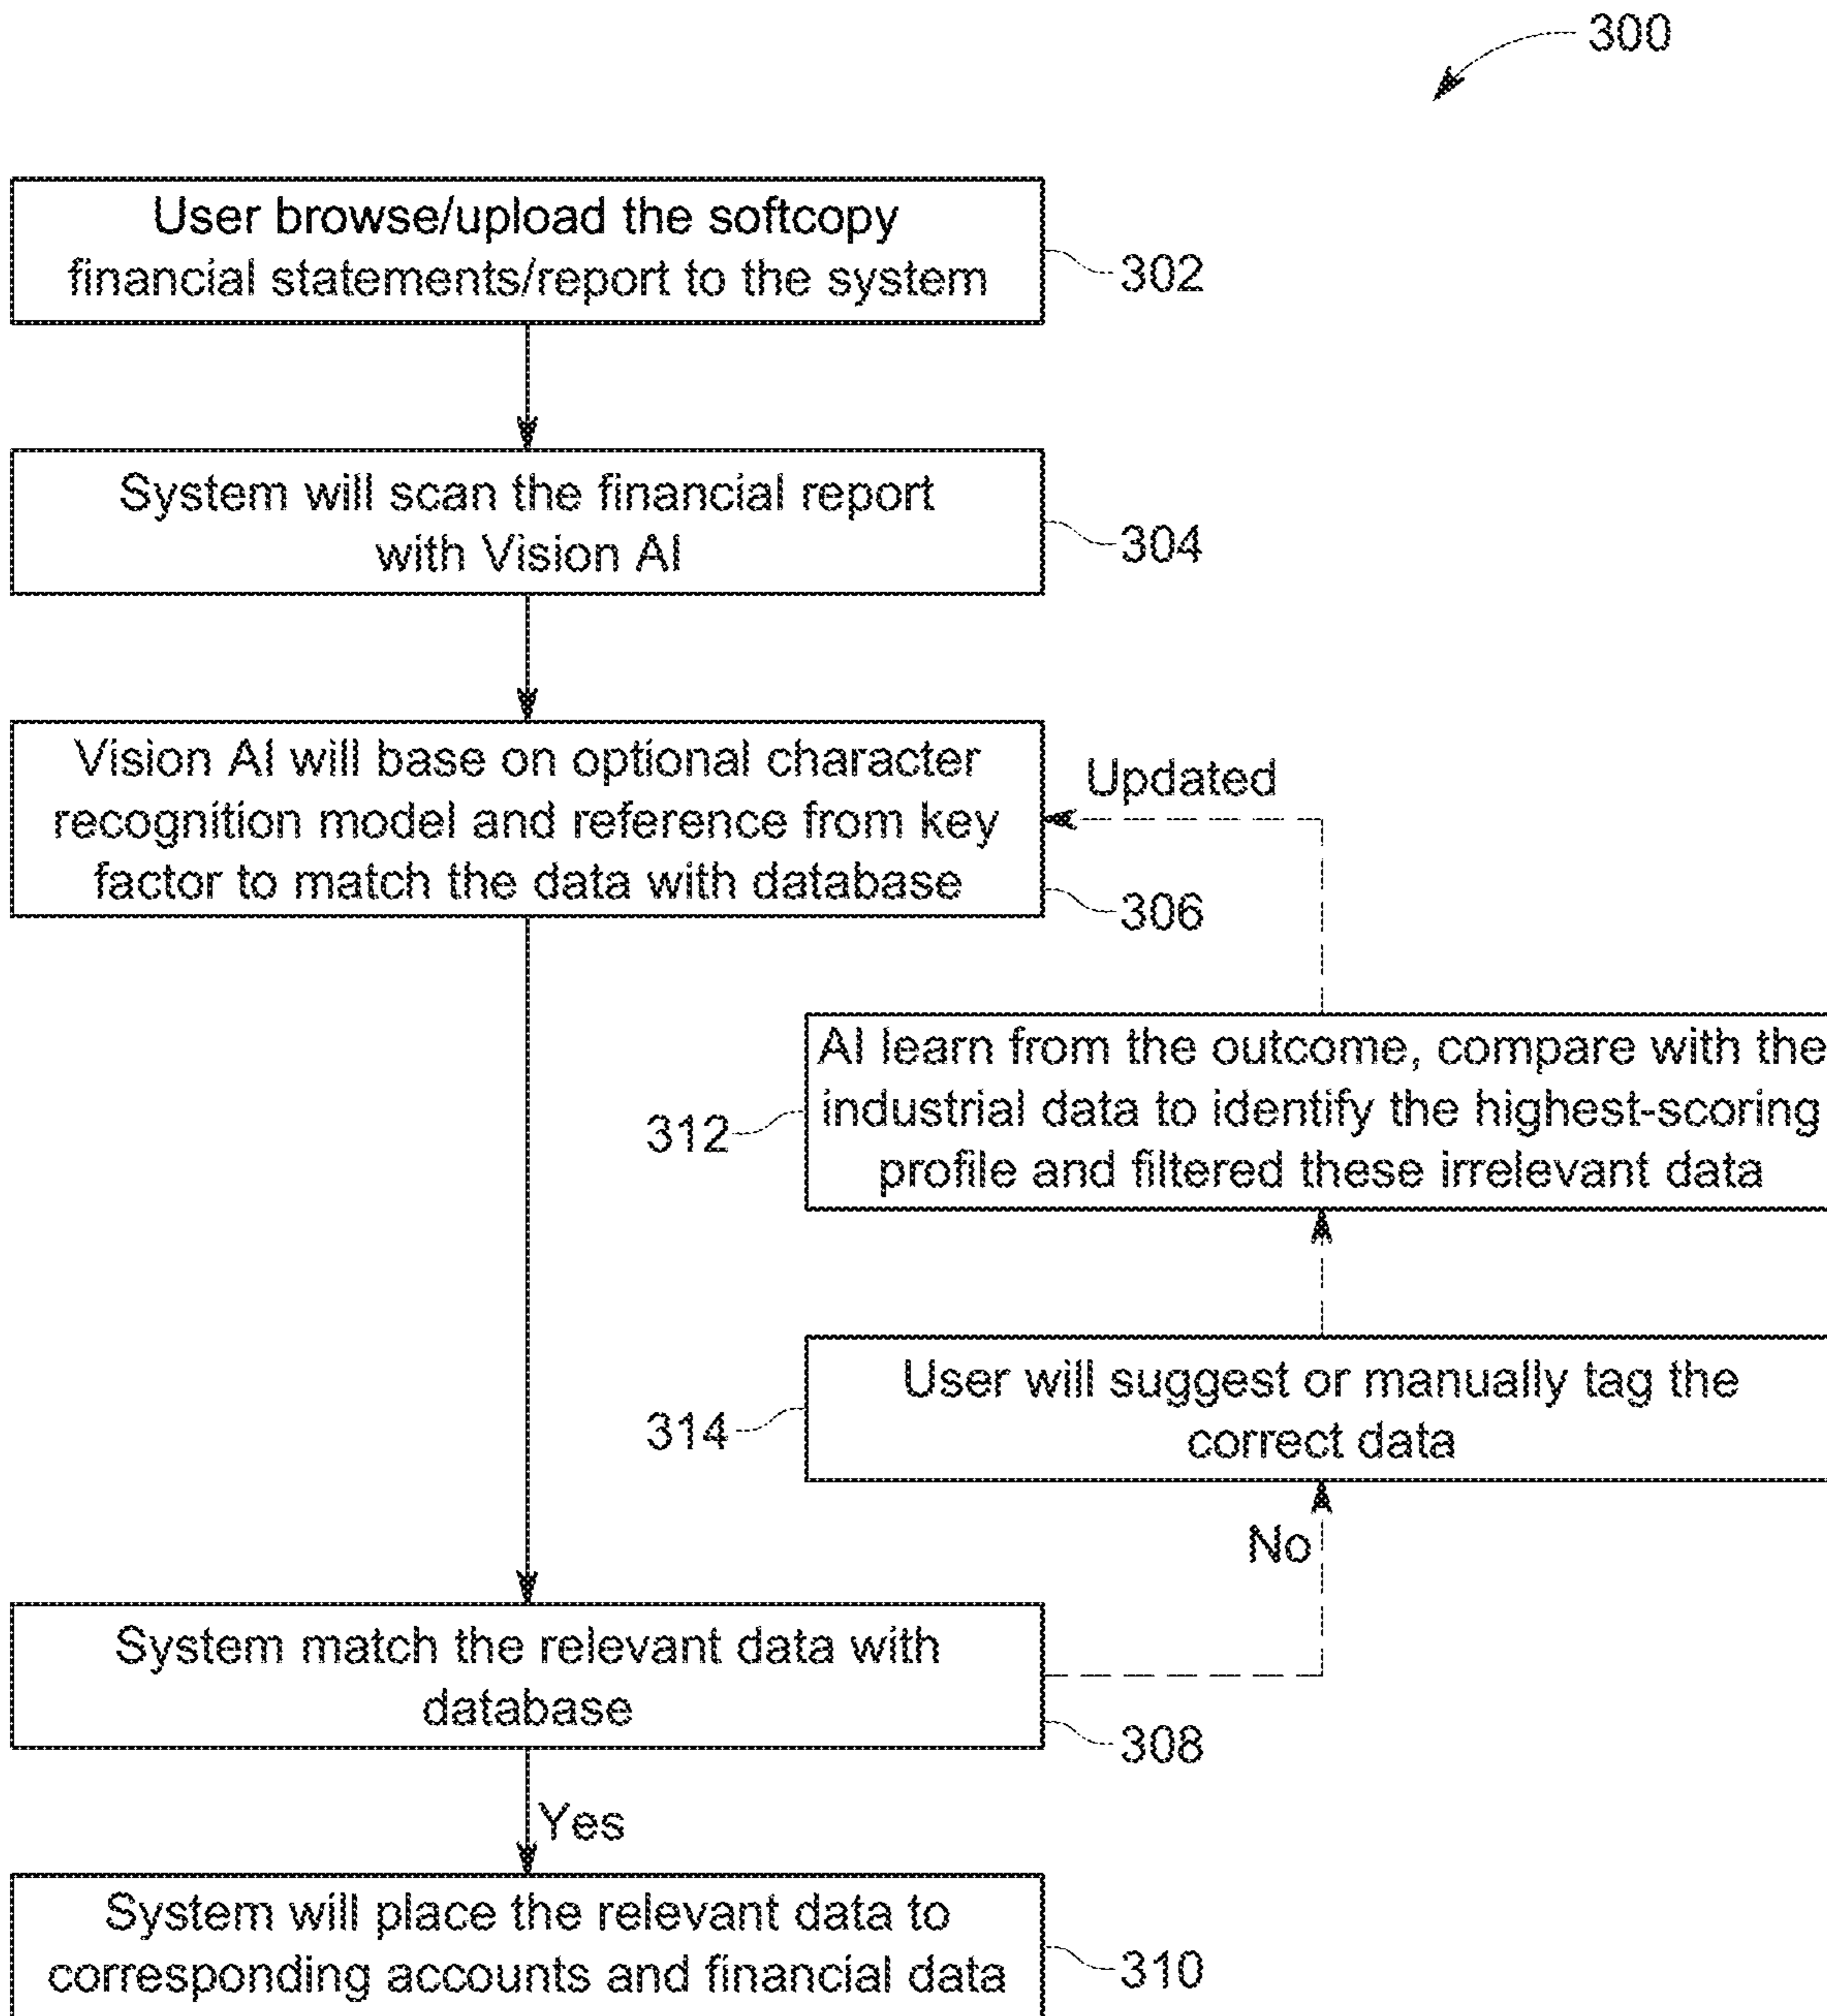 300
User browse/upload the softcopy
financial statements/report to the system
302
System will scan the financial report
with Vision AI
304
Vision AI will base on optional character
recognition model and reference from key
factor to match the data with database
306
Updated
AI learn from the outcome, compare with the
industrial data to identify the highest-scoring
profile and filtered these irrelevant data
312
User will suggest or manually tag the
correct data
314
No
System match the relevant data with
database
308
Yes
System will place the relevant data to
corresponding accounts and financial data
310